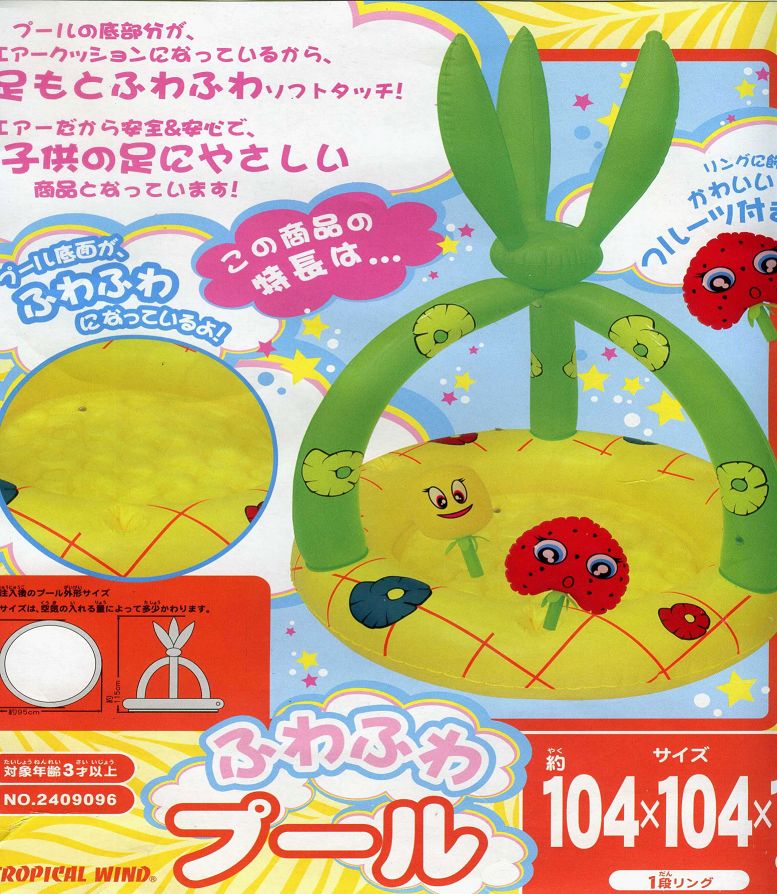 プールの底部分が、
エアークッションになっているから、
足もとふわふわソフトタッチ!
エアーだから安全&安心で、
子供の足にやさしい
商品となっています!
この商品の
特長は...
リングに飾
かわいい
フルーツ付き
プール底面が、
ふわふわ
になっているよ!
注入後のプール外形サイズ
サイズは、空気の入れる量によって多少かわります。
約95cm
約115cm
対象年齢3才以上
NO.2409096
TROPICAL WIND®
ふわふわ
プール
約
サイズ
104×104×1
1段リング